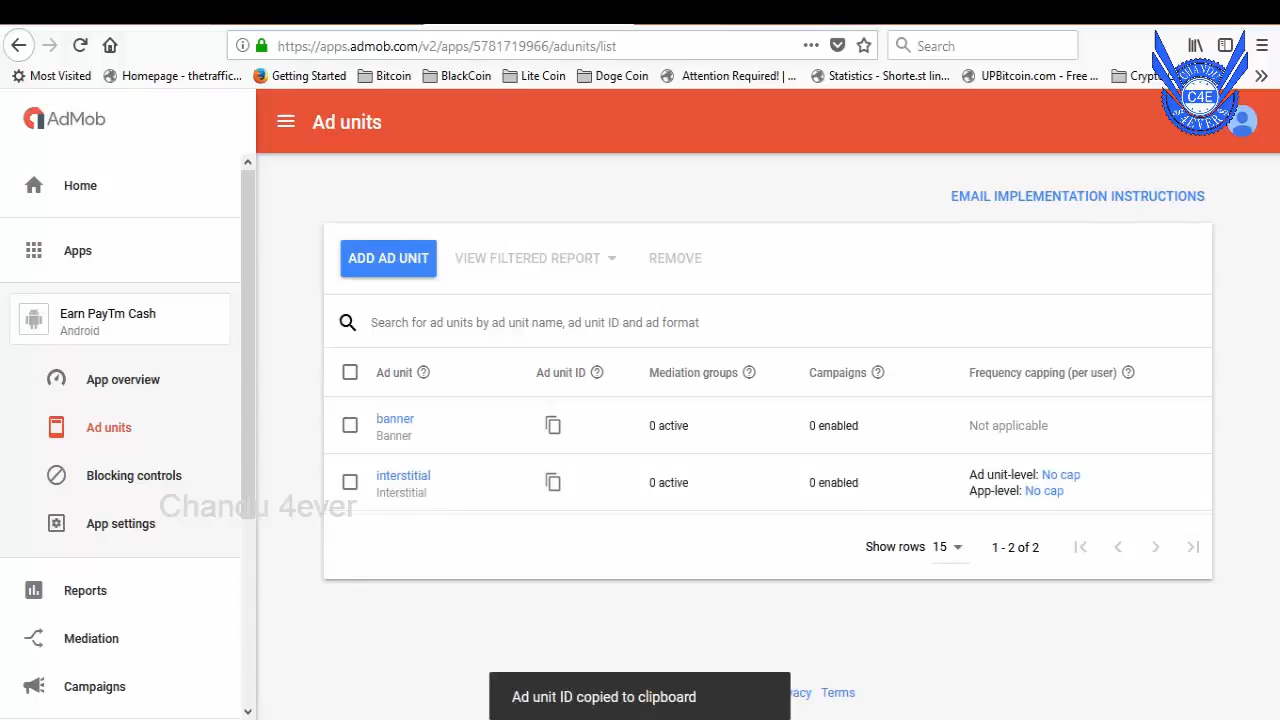 https://apps.admob.com/v2/apps/5781719966/adunits/list
Search
Most Visited
Homepage - thetraffic...
Getting Started
Bitcoin
BlackCoin
Lite Coin
Doge Coin
Atention Required! | ...
Statistics - Shorte.st lin...
UPBitcoin.com - Free ...
CHANDU
C4E
S4EVERS
AdMob
Ad units
Home
Apps
Earn PayTm Cash
Android
App overview
Ad units
Blocking controls
App settings
Reports
Mediation
Campaigns
Chandu 4ever
EMAIL IMPLEMENTATION INSTRUCTIONS
ADD AD UNIT
VIEW FILTERED REPORT
REMOVE
Search for ad units by ad unit name, ad unit ID and ad format
Ad unit
Ad unit ID
Mediation groups
Campaigns
Frequency capping (per user)
banner
Banner
0 active
0 enabled
Not applicable
interstitial
Interstitial
0 active
0 enabled
Ad unit-level: No cap
App-level: No cap
Show rows 15
1 - 2 of 2
Ad unit ID copied to clipboard
Terms